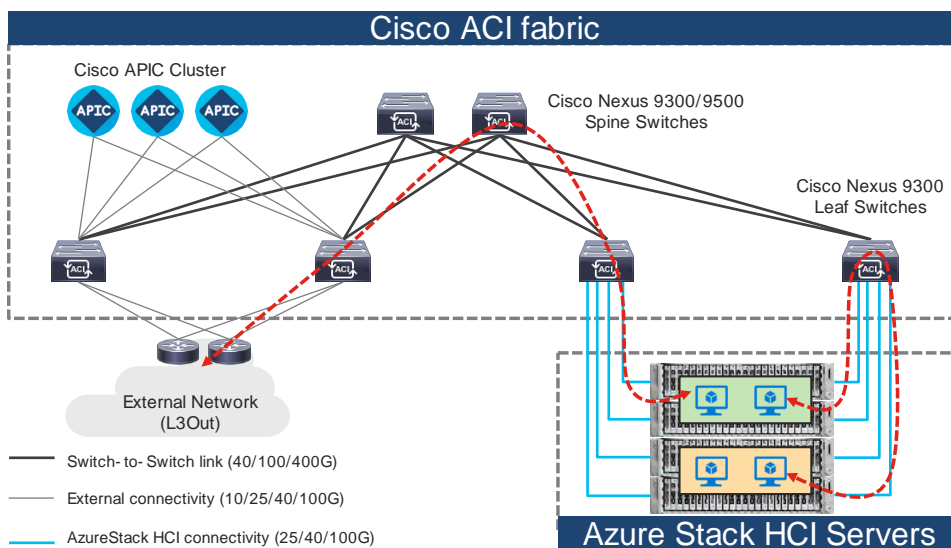 Cisco ACI fabric
Cisco APIC Cluster
APIC
APIC
APIC
ACI
ACI
Cisco Nexus 9300/9500
Spine Switches
Cisco Nexus 9300
Leaf Switches
ACI
ACI
ACI
ACI
External Network
(L3Out)
Switch- to- Switch link (40/100/400G)
External connectivity (10/25/40/100G)
AzureStack HCI connectivity (25/40/100G)
Azure Stack HCI Servers